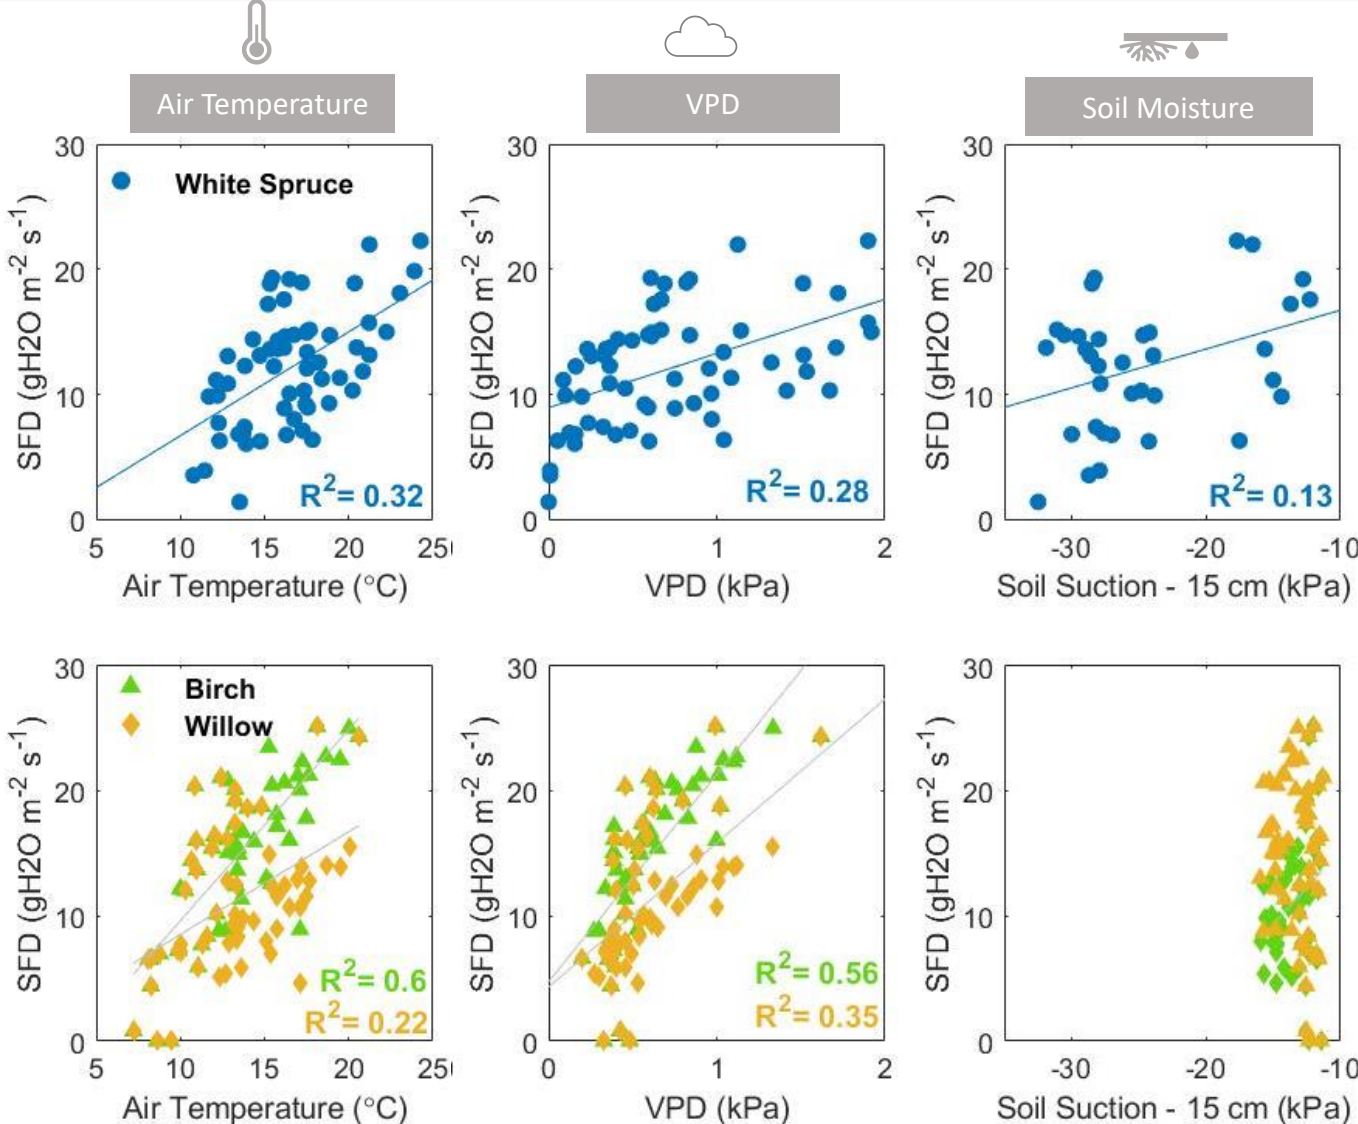 Air Temperature
VPD
Soil Moisture
30
20
10
0
SFD (gH2O m-2 s-1)
White Spruce
R2= 0.32
5 10 15 20 25
Air Temperature (°C)
30
20
10
0
SFD (gH2O m-2 s-1)
R2= 0.28
0 1 2
VPD (kPa)
30
20
10
0
SFD (gH2O m-2 s-1)
R2= 0.13
-30 -20 -10
Soil Suction - 15 cm (kPa)
30
20
10
0
SFD (gH2O m-2 s-1)
Birch
Willow
R2= 0.6
R2= 0.22
5 10 15 20 25
Air Temperature (°C)
30
20
10
0
SFD (gH2O m-2 s-1)
R2= 0.56
R2= 0.35
0 1 2
VPD (kPa)
30
20
10
0
SFD (gH2O m-2 s-1)
-30 -20 -10
Soil Suction - 15 cm (kPa)